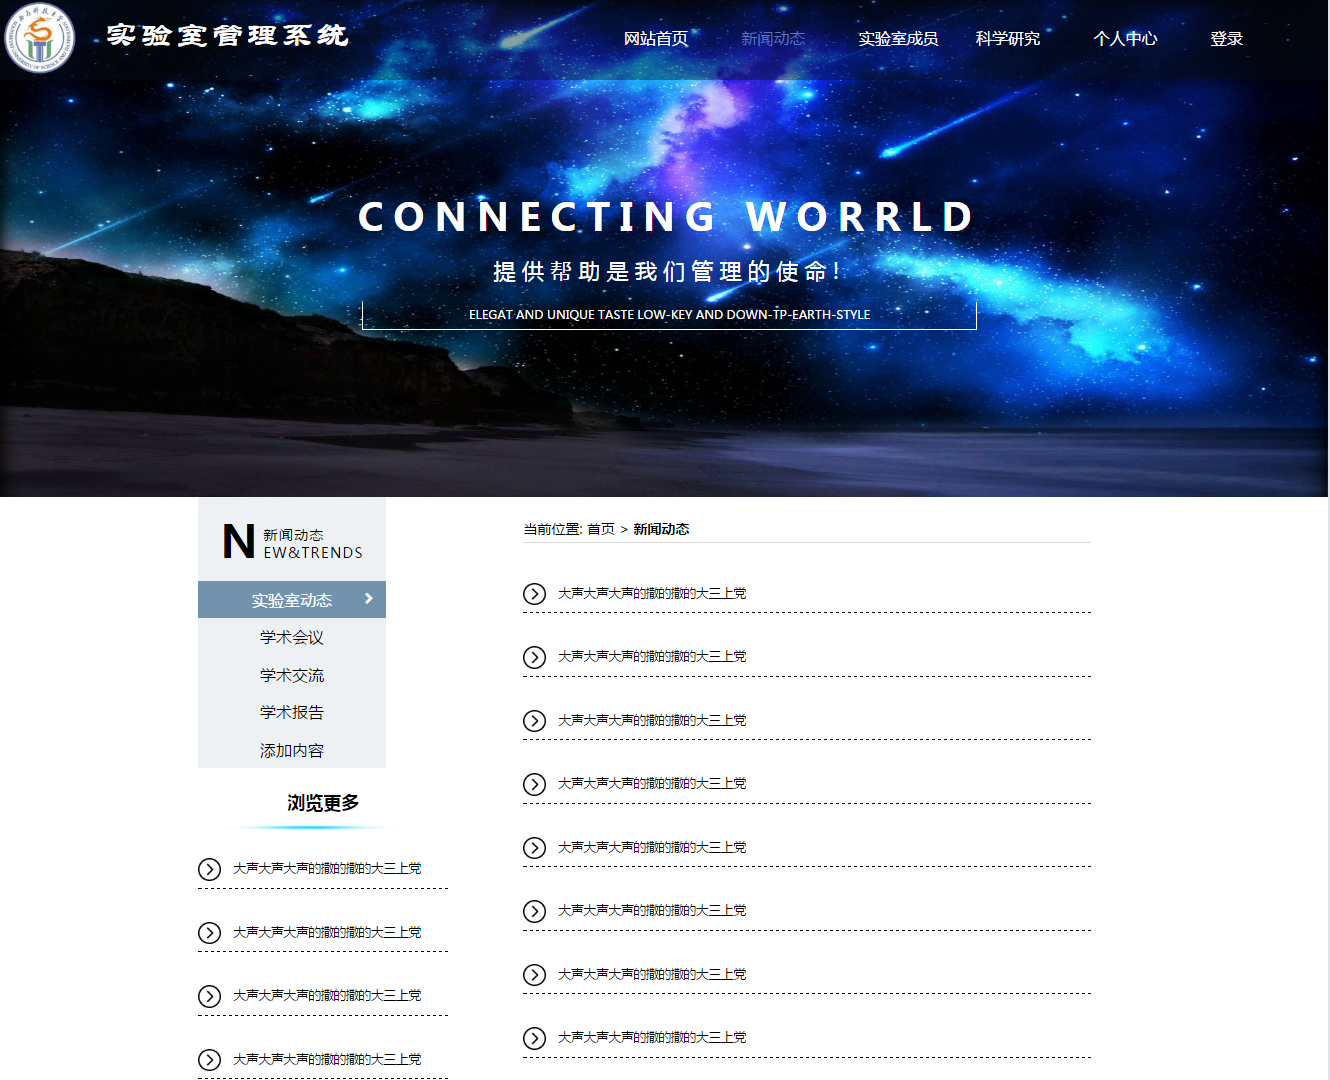 实验室管理系统
网站首页 新闻动态 实验室成员 科学研究 个人中心 登录
CONNECTING WORRLD
提供帮助是我们管理的使命!
ELEGAT AND UNIQUE TASTE LOW-KEY AND DOWN-TP-EARTH-STYLE
N 新闻动态
EW&TRENDS
实验室动态
学术会议
学术交流
学术报告
添加内容
浏览更多
大声大声大声的撒的撒的大三上党
大声大声大声的撒的撒的大三上党
大声大声大声的撒的撒的大三上党
大声大声大声的撒的撒的大三上党
当前位置: 首页 > 新闻动态
大声大声大声的撒的撒的大三上党
大声大声大声的撒的撒的大三上党
大声大声大声的撒的撒的大三上党
大声大声大声的撒的撒的大三上党
大声大声大声的撒的撒的大三上党
大声大声大声的撒的撒的大三上党
大声大声大声的撒的撒的大三上党
大声大声大声的撒的撒的大三上党